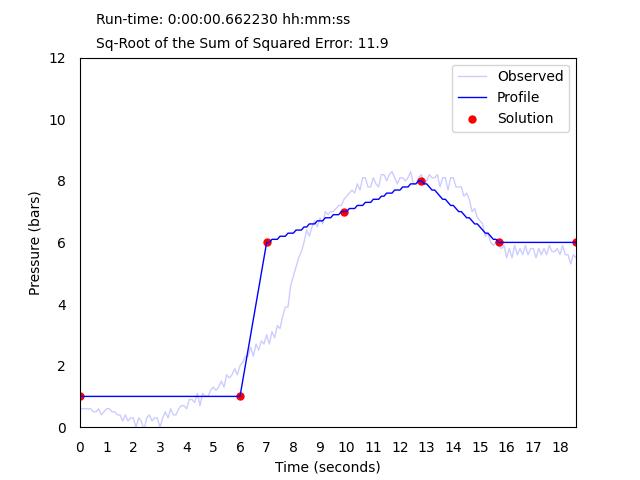 Run-time: 0:00:00.662230 hh:mm:ss
Sq-Root of the Sum of Squared Error: 11.9
Observed
Profile
Solution
Pressure (bars)
12
10
8
6
4
2
0
0 1 2 3 4 5 6 7 8 9 10 11 12 13 14 15 16 17 18
Time (seconds)